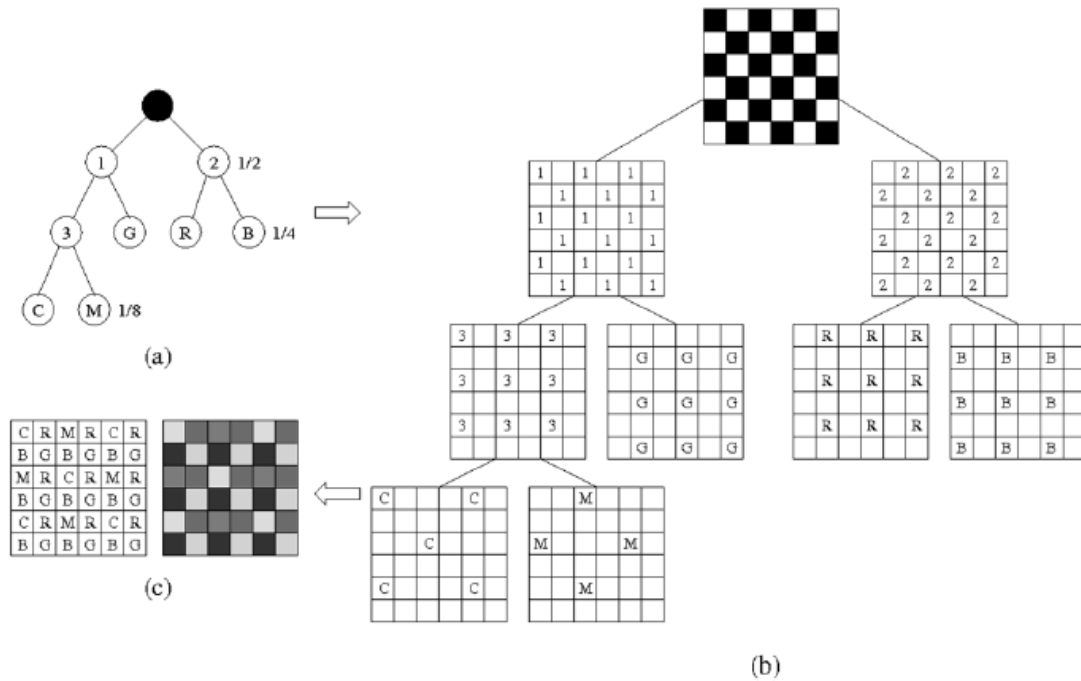 1 2 1/2
3 G R B 1/4
C M 1/8
(a)
1 1 1
1 1 1
1 1 1
1 1 1
1 1 1
1 1 1
2 2 2
2 2 2
2 2 2
2 2 2
2 2 2
2 2 2
3 3 3
3 3 3
3 3 3
G G G
G G G
G G G
R R R
R R R
R R R
B B B
B B B
B B B
C C
C
C C
M
M M
M
(b)
C R M R C R
B G B G B G
M R C R M R
B G B G B G
C R M R C R
B G B G B G
(c)